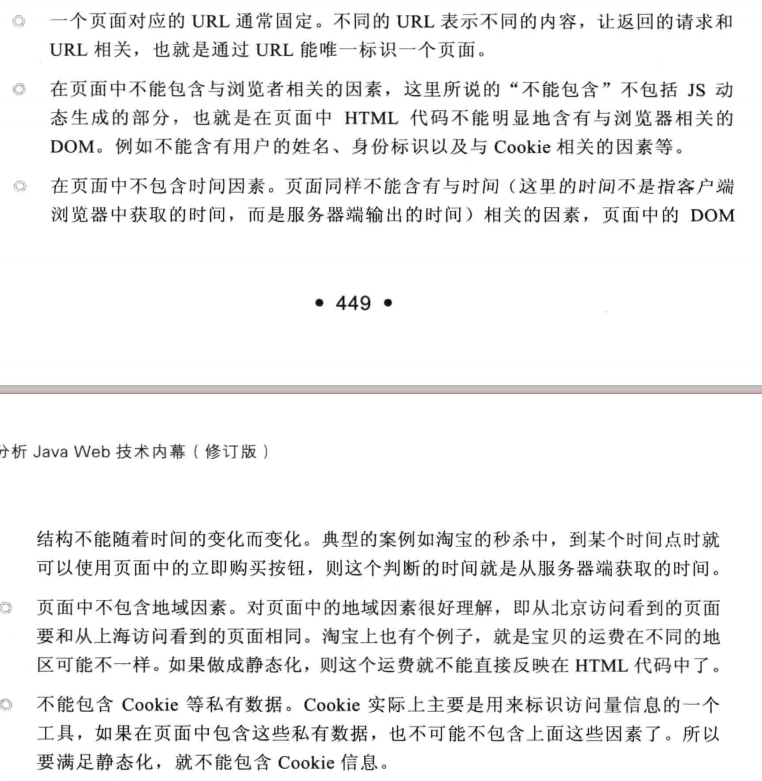 一个页面对应的 URL 通常固定。不同的 URL 表示不同的内容，让返回的请求和
URL 相关，也就是通过 URL 能唯一标识一个页面。
在页面中不能包含与浏览者相关的因素，这里所说的“不能包含”不包括 JS 动
态生成的部分，也就是在页面中 HTML 代码不能明显地含有与浏览器相关的
DOM。例如不能含有用户的姓名、身份标识以及与 Cookie 相关的因素等。
在页面中不包含时间因素。页面同样不能含有与时间（这里的时间不是指客户端
浏览器中获取的时间，而是服务器端输出的时间）相关的因素，页面中的 DOM
• 449 •
分析 Java Web 技术内幕（修订版）
结构不能随着时间的变化而变化。典型的案例如淘宝的秒杀中，到某个时间点时就
可以使用页面中的立即购买按钮，则这个判断的时间就是从服务器端获取的时间。
页面中不包含地域因素。对页面中的地域因素很好理解，即从北京访问看到的页面
要和从上海访问看到的页面相同。淘宝上也有个例子，就是宝贝的运费在不同的地
区可能不一样。如果做成静态化，则这个运费就不能直接反映在 HTML 代码中了。
不能包含 Cookie 等私有数据。Cookie 实际上主要是用来标识访问量信息的一个
工具，如果在页面中包含这些私有数据，也不可能不包含上面这些因素了。所以
要满足静态化，就不能包含 Cookie 信息。